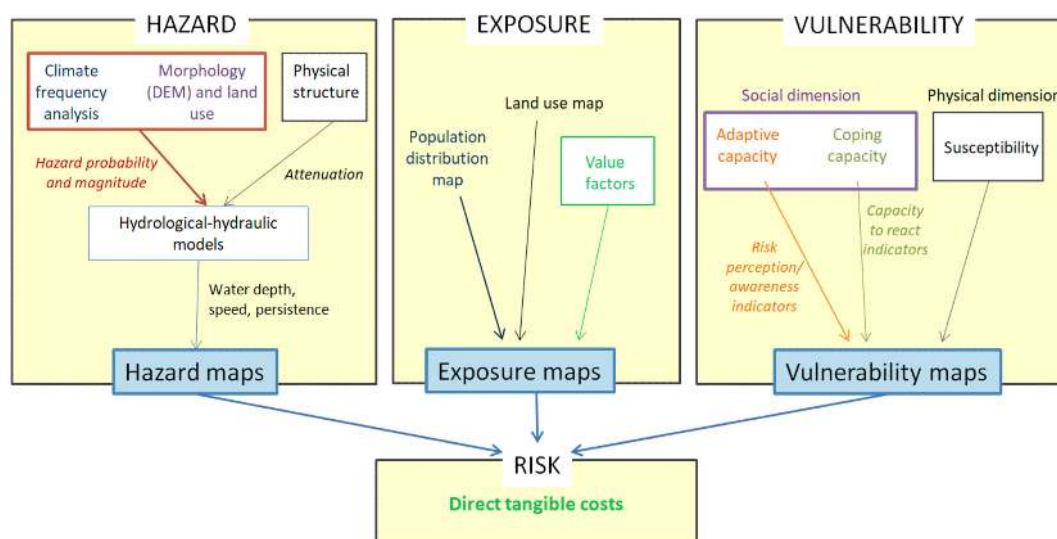 HAZARD
Climate
frequency
analysis
Morphology
(DEM) and land
use
Physical
structure
Hazard probability
and magnitude
Attenuation
Hydrological-hydraulic
models
Water depth,
speed, persistence
Hazard maps
EXPOSURE
Land use map
Population
distribution
map
Value
factors
Exposure maps
VULNERABILITY
Social dimension
Physical dimension
Adaptive
capacity
Coping
capacity
Susceptibility
Capacity
to react
indicators
Risk
perception/
awareness
indicators
Vulnerability maps
RISK
Direct tangible costs